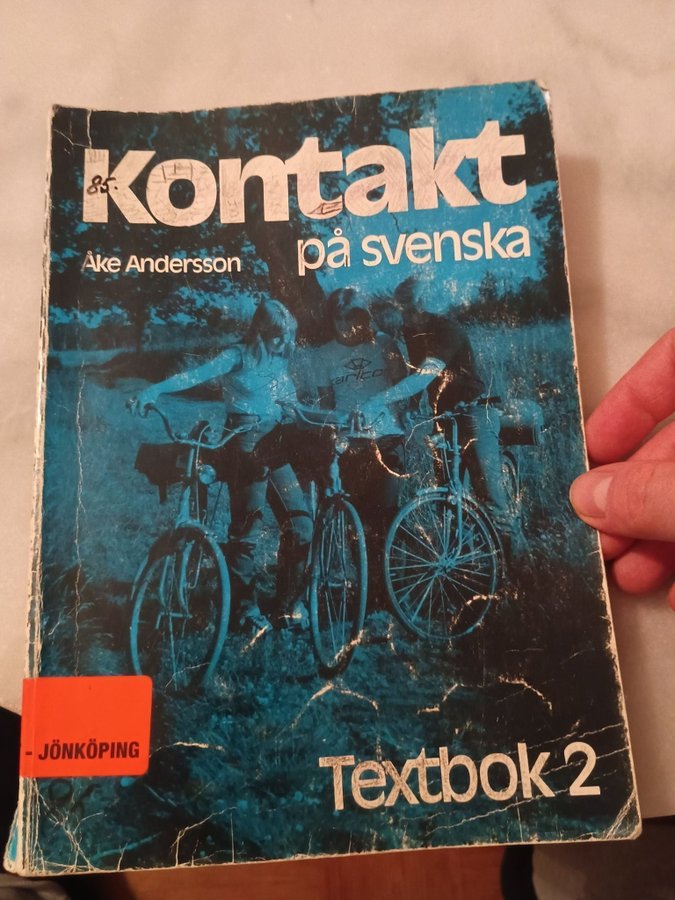 85.
Kontakt
på svenska
Åke Andersson
- JÖNKÖPING
Textbok 2